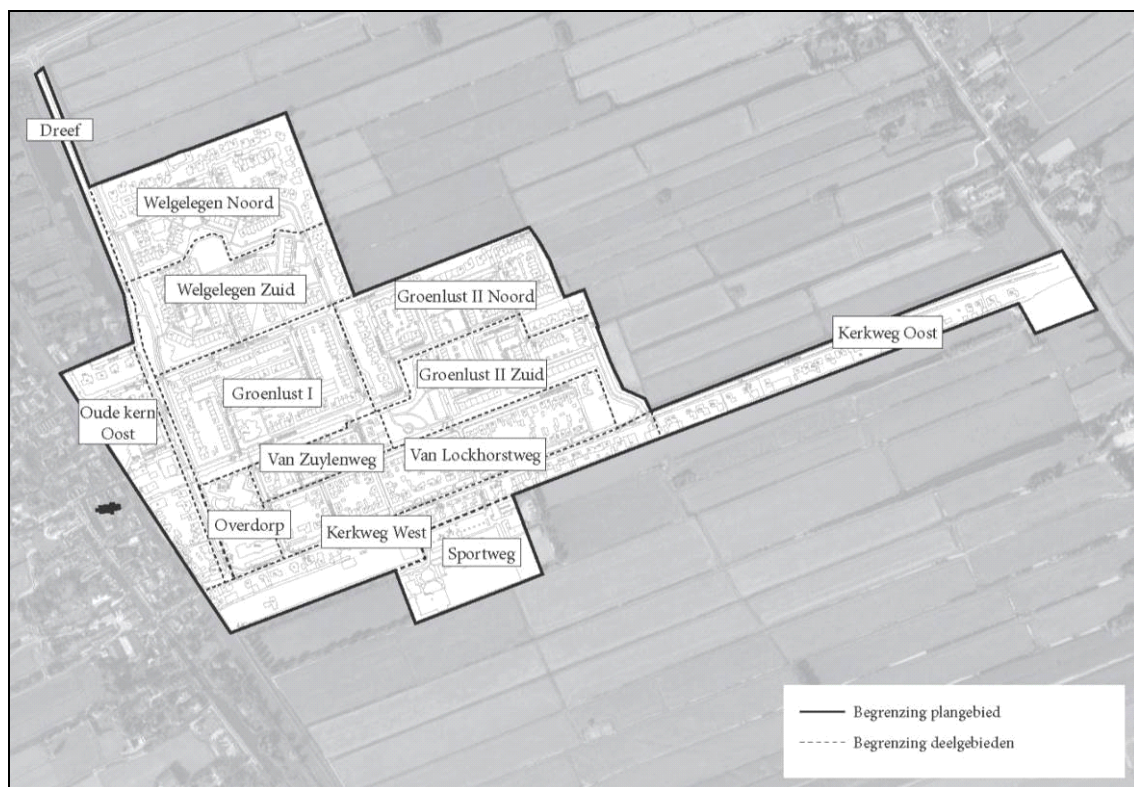 Dreef
Welgelegen Noord
Welgelegen Zuid
Groenlust II Noord
Kerkweg Oost
Groenlust II Zuid
Groenlust I
Oude kern
Oost
Van Zuylenweg
Van Lockhorstweg
Overdorp
Kerkweg West
Sportweg
Begrenzing plangebied
Begrenzing deelgebieden